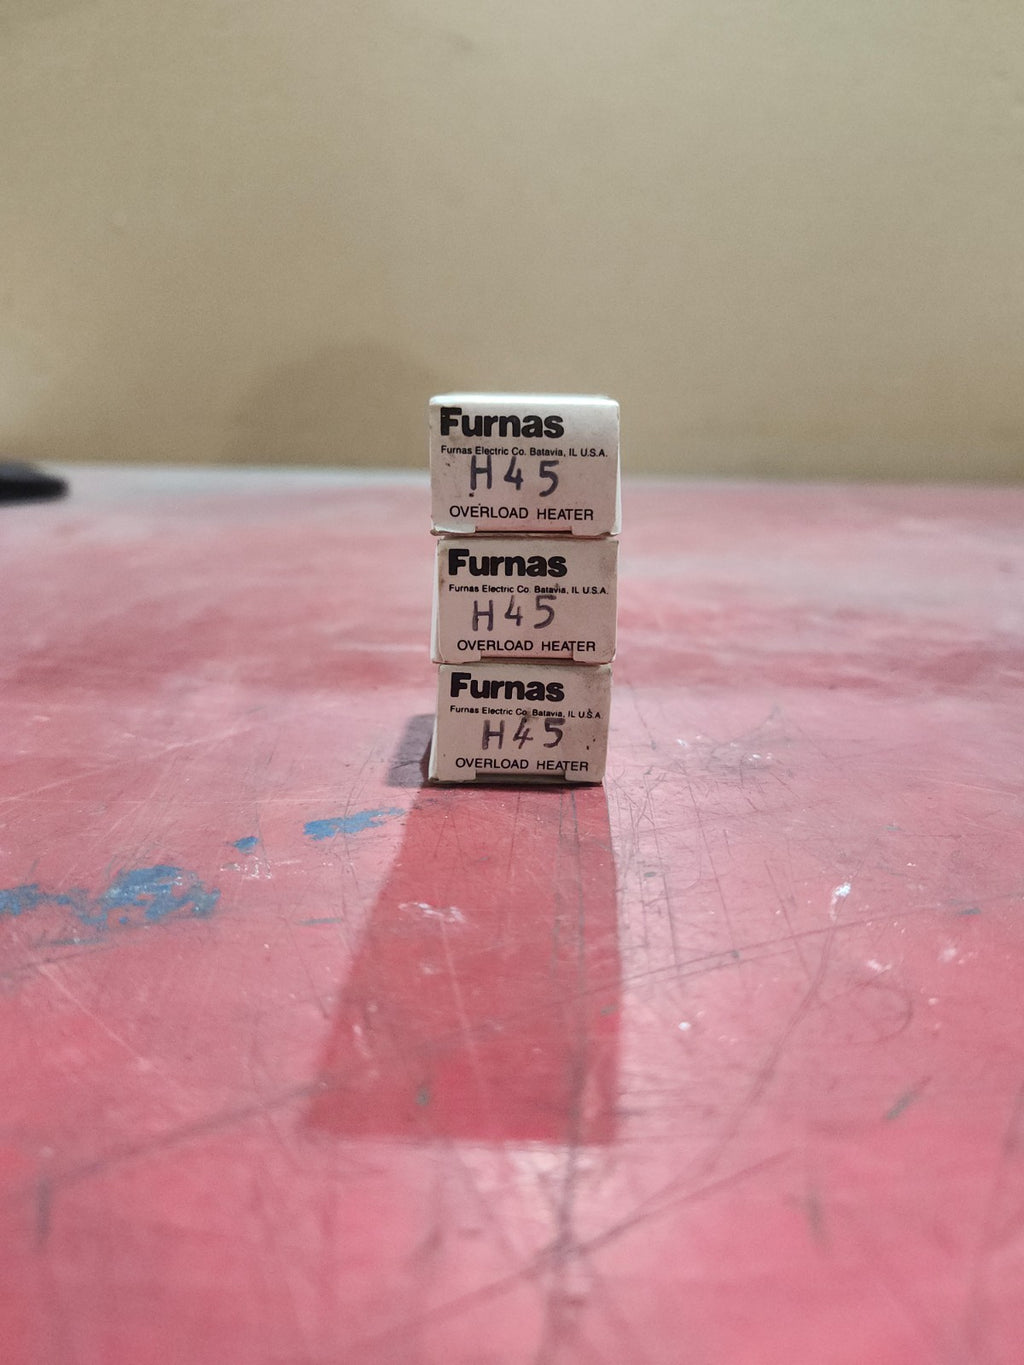 Furnas
Furnas Electric Co. Batavia, IL U.S.A.
H45
OVERLOAD HEATER
Furnas
Furnas Electric Co. Batavia, IL U.S.A.
H45
OVERLOAD HEATER
Furnas
Furnas Electric Co. Batavia, IL U.S.A.
H45
OVERLOAD HEATER